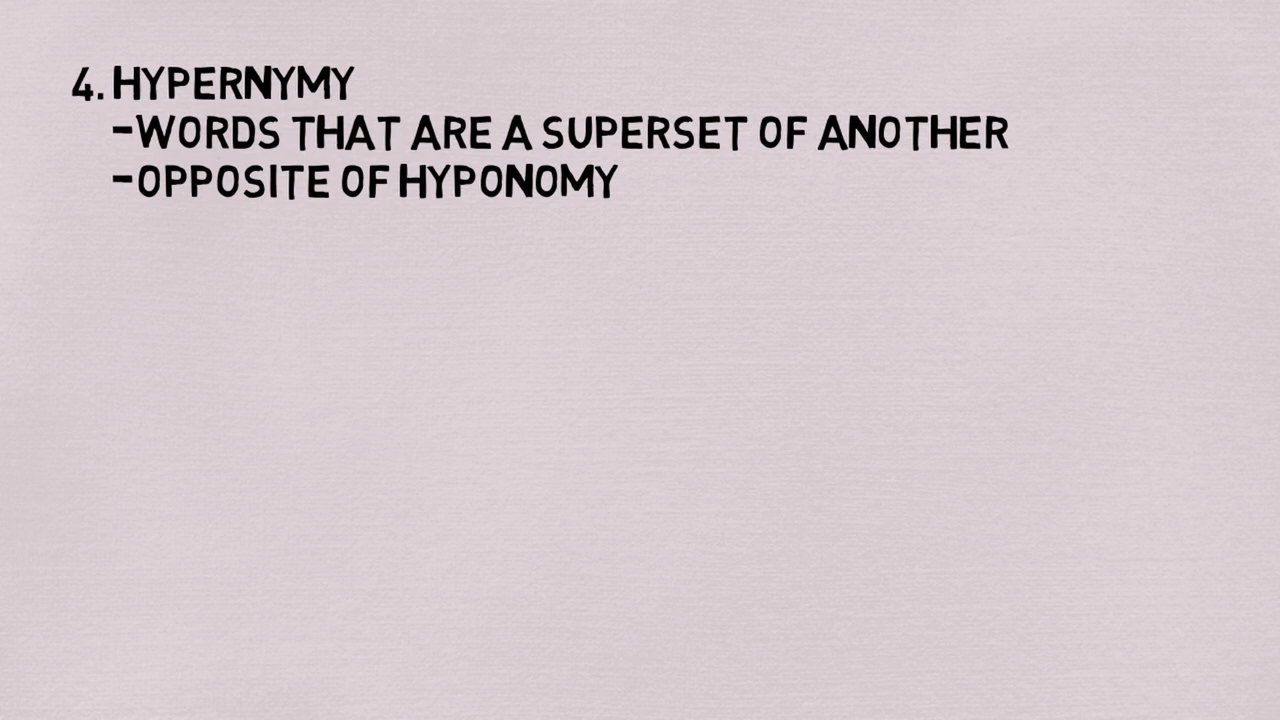 4. HYPERNYMY
-WORDS THAT ARE A SUPERSET OF ANOTHER
-OPPOSITE OF HYPONOMY